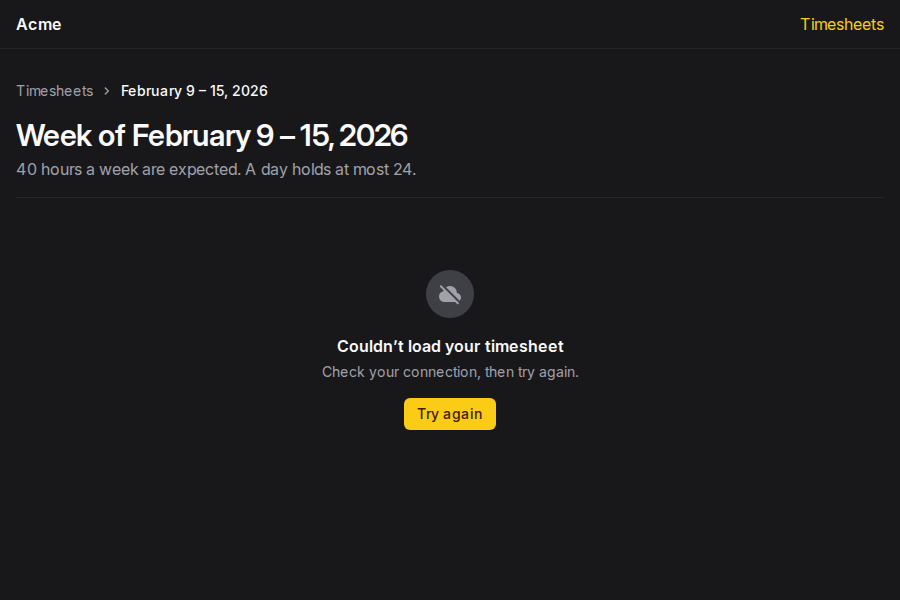 Acme
Timesheets
Timesheets > February 9 – 15, 2026
Week of February 9 – 15, 2026
40 hours a week are expected. A day holds at most 24.
Couldn’t load your timesheet
Check your connection, then try again.
Try again